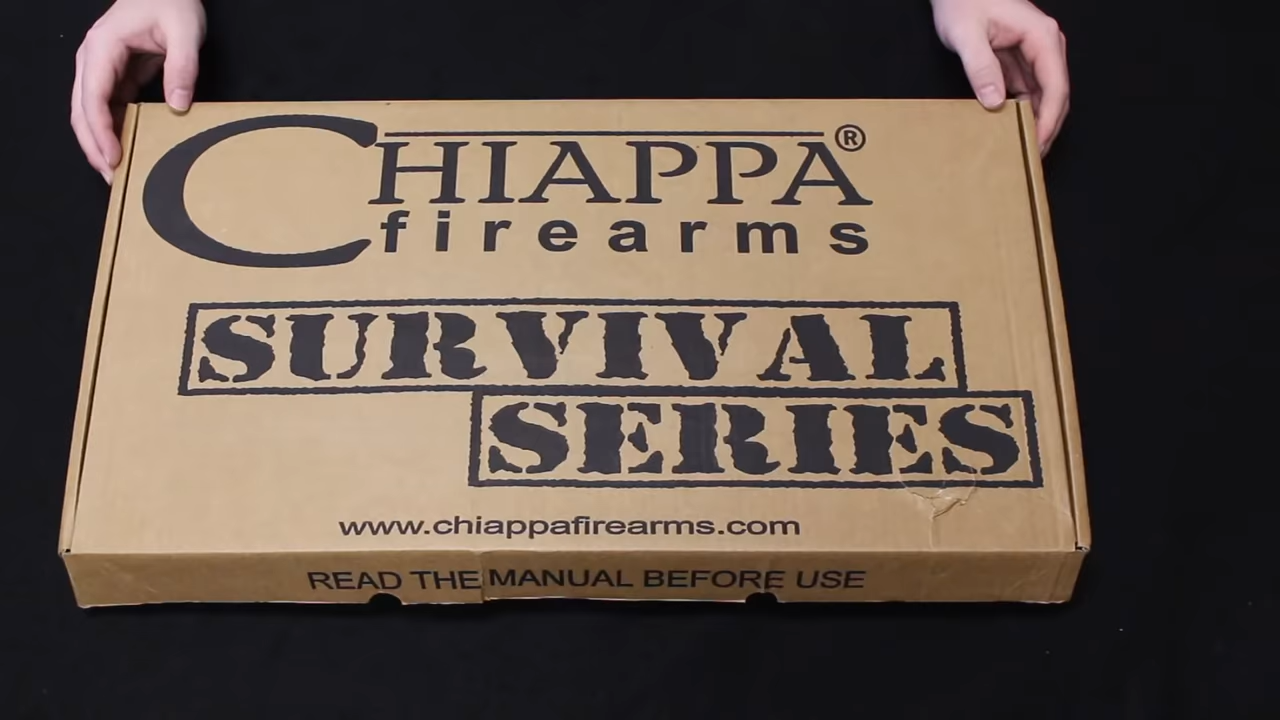 CHIAPPA®
firearms
SURVIVAL
SERIES
www.chiappafirearms.com
READ THE MANUAL BEFORE USE